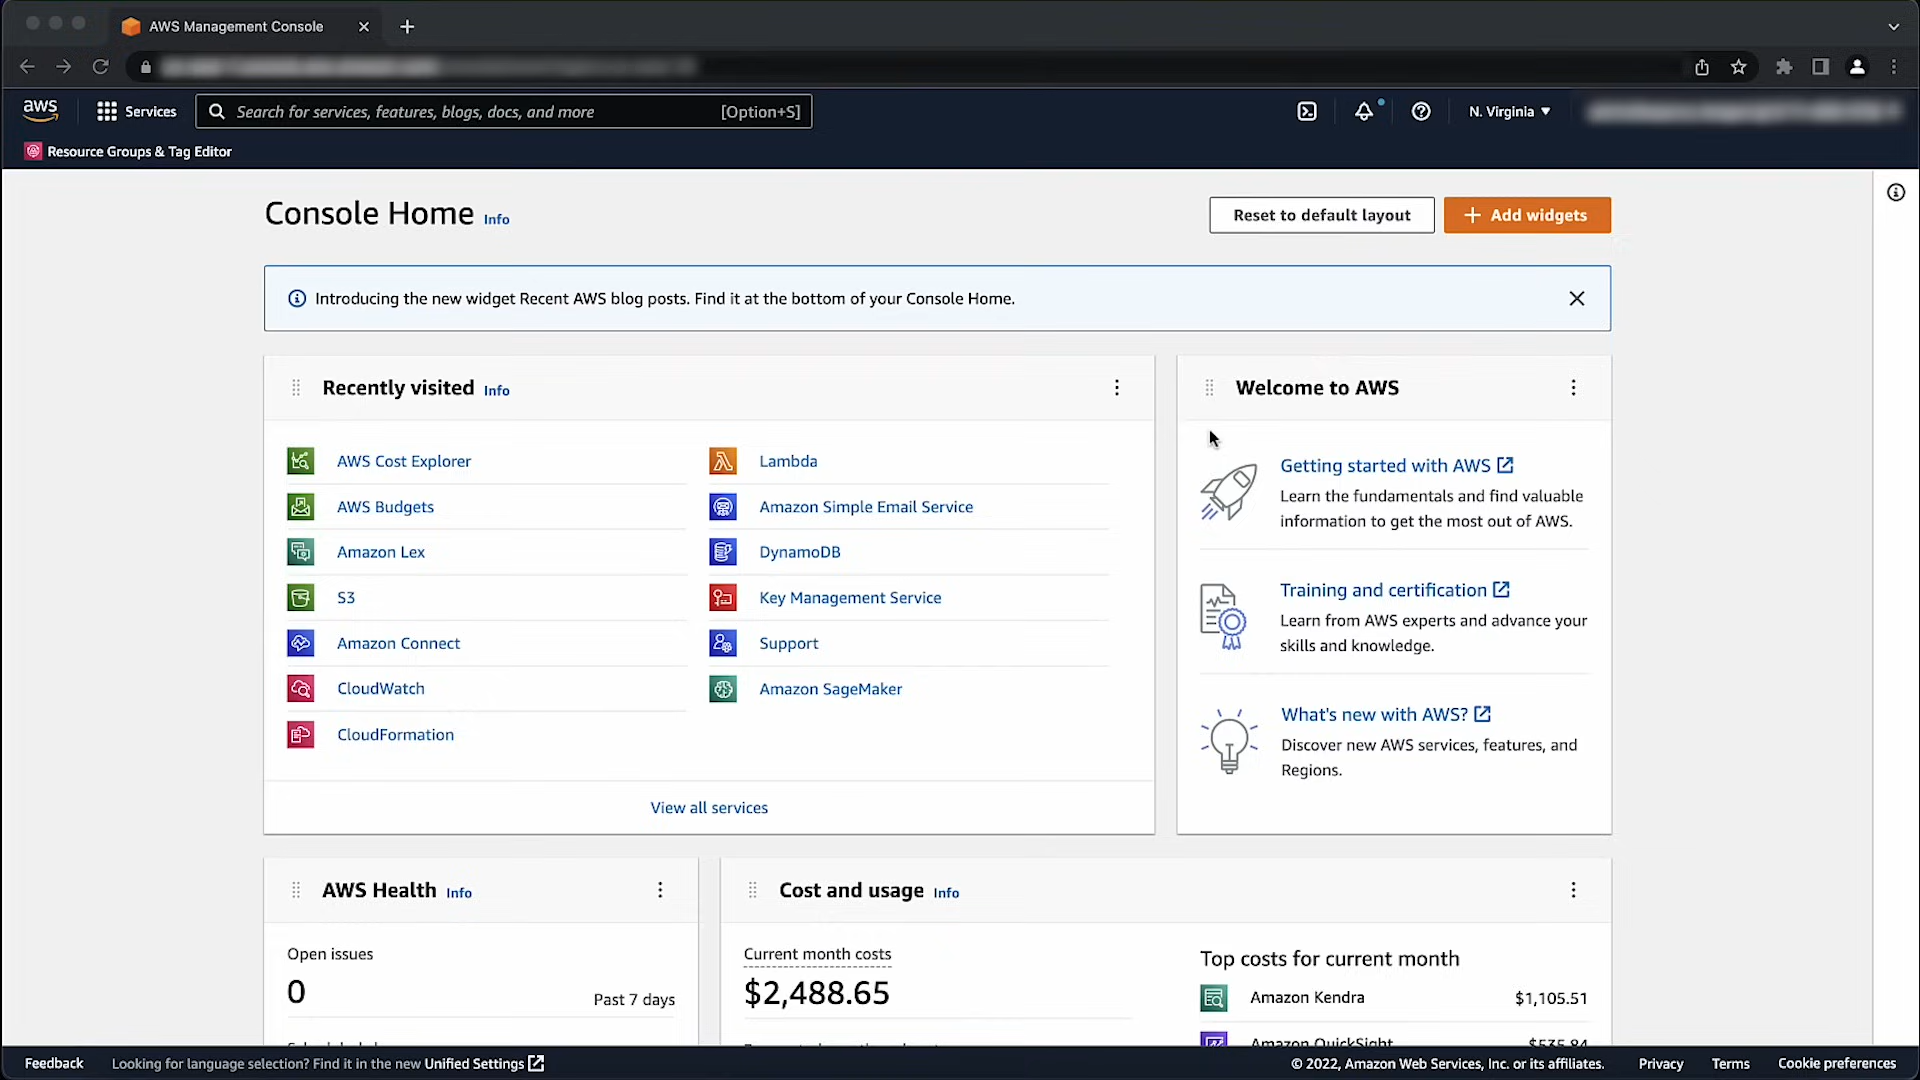 AWS Management Console
aws
Services
Search for services, features, blogs, docs, and more
[Option+S]
N. Virginia
Resource Groups & Tag Editor
Console Home
Info
Reset to default layout
Add widgets
Introducing the new widget Recent AWS blog posts. Find it at the bottom of your Console Home.
Recently visited
Info
AWS Cost Explorer
AWS Budgets
Amazon Lex
S3
Amazon Connect
CloudWatch
CloudFormation
Lambda
Amazon Simple Email Service
DynamoDB
Key Management Service
Support
Amazon SageMaker
View all services
Welcome to AWS
Getting started with AWS
Learn the fundamentals and find valuable
information to get the most out of AWS.
Training and certification
Learn from AWS experts and advance your
skills and knowledge.
What's new with AWS?
Discover new AWS services, features, and
Regions.
AWS Health
Info
Open issues
0
Past 7 days
Cost and usage
Info
Current month costs
$2,488.65
Top costs for current month
Amazon Kendra
$1,105.51
Amazon QuickSight
$535.84
Feedback
Looking for language selection? Find it in the new Unified Settings
© 2022, Amazon Web Services, Inc. or its affiliates.
Privacy
Terms
Cookie preferences